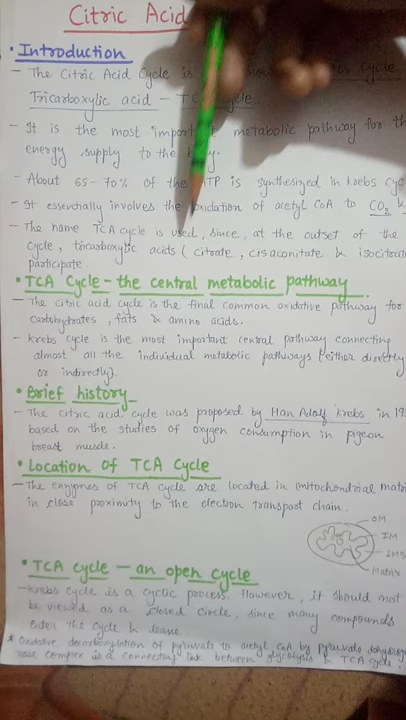 Citric Acid
• Introduction
- The Citric Acid Cycle is Cycle
Tricarboxylic acid - T Cycle.
- It is the most import t metabolic pathway for th
energy supply to the
- About 65-70% of the TP is synthesized in krebs cyc
- It essentially involves the oxidation of acetyl CoA to CO2 &
- The name TCA cycle is used, since, at the outset of the
cycle, tricarboxylic acids (citrate, cisaconitate & isocitrat
participate.
• TCA Cycle - the central metabolic pathway
- The citric acid cycle is the final common oxidative pathway for
carbohydrates, fats & amino acids.
- krebs cycle is the most important central pathway connecting
almost all the individual metabolic pathways (either directly
or indirectly).
• Brief history-
- The citric acid cycle was proposed by Han Adolf krebs in 19
based on the studies of oxygen consumption in pigeon
breast muscle.
• Location of TCA Cycle
- The enzymes of TCA cycle are located in mitochondrial matri
in close proximity to the electron transport chain.
OM
IM
IMS
Matrix
• TCA cycle - an open cycle
- krebs cycle is a cyclic process. However, it should not
be viewed as a closed circle, since many compounds
enter the cycle & leave.
* Oxidative decarboxylation of pyruvate to acetyl CoA by pyruvate dehydrog
nase complex is a connecting link between glycolysis & TCA cycle.